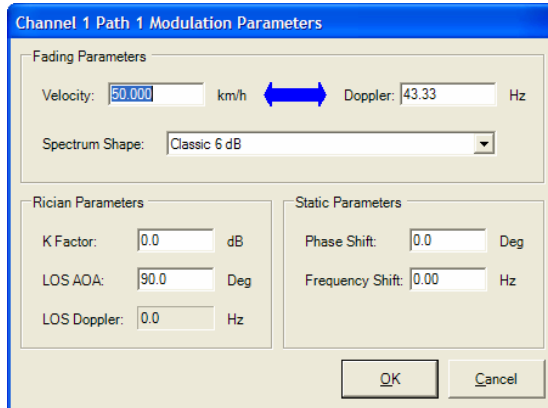 Channel 1 Path 1 Modulation Parameters
Fading Parameters
Velocity: 50.000 km/h Doppler: 43.33 Hz
Spectrum Shape: Classic 6 dB
Rician Parameters
K Factor: 0.0 dB
LOS AOA: 90.0 Deg
LOS Doppler: 0.0 Hz
Static Parameters
Phase Shift: 0.0 Deg
Frequency Shift: 0.00 Hz
OK Cancel